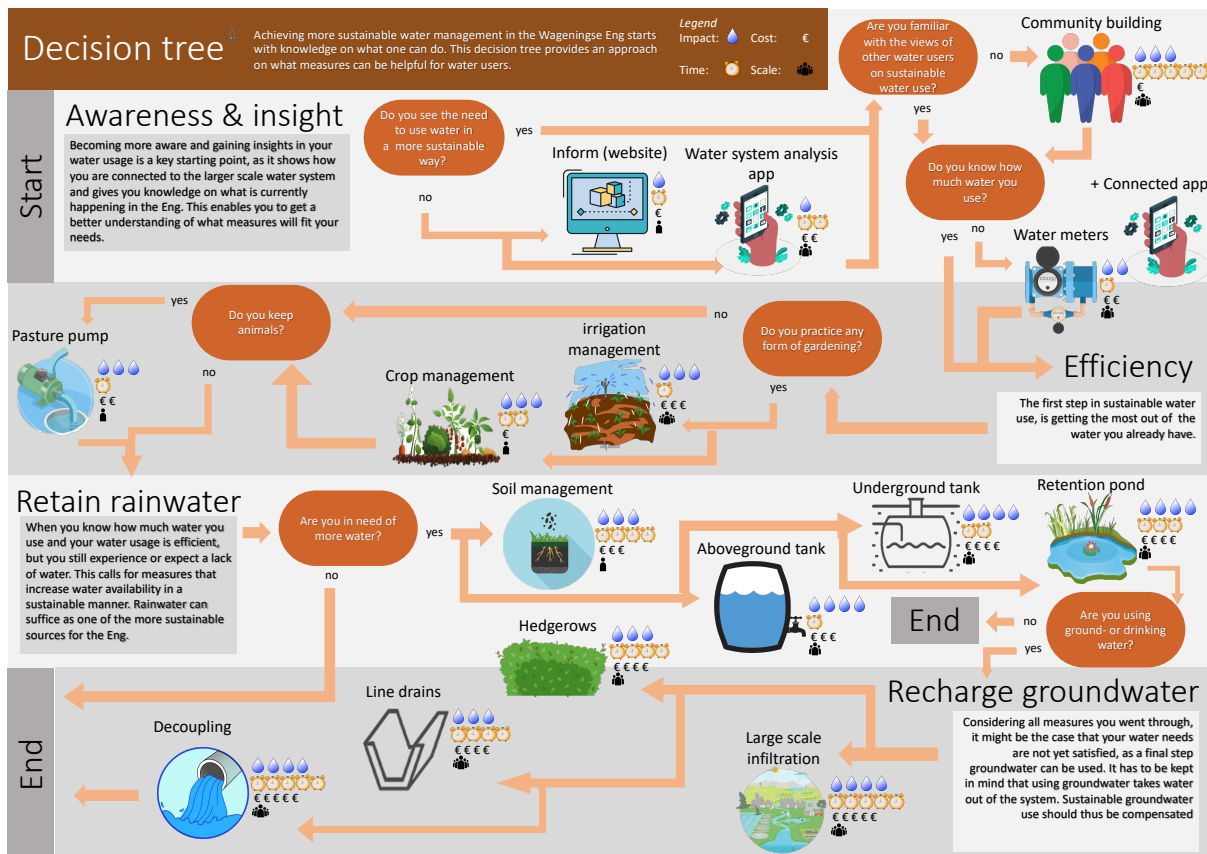 Decision tree
Achieving more sustainable water management in the Wageningse Eng starts
with knowledge on what one can do. This decision tree provides an approach
on what measures can be helpful for water users.
Legend
Impact: Cost: €
Time: Scale:
Start
Awareness & insight
Becoming more aware and gaining insights in your
water usage is a key starting point, as it shows how
you are connected to the larger scale water system
and gives you knowledge on what is currently
happening in the Eng. This enables you to get a
better understanding of what measures will fit your
needs.
Do you see the need
to use water in
a more sustainable
way?
yes
no
Inform (website)
€
Water system analysis
app
€ €
Are you familiar
with the views of
other water users
on sustainable
water use?
no
yes
Community building
€
Do you know how
much water you
use?
yes
no
+ Connected app
Water meters
€ €
Efficiency
The first step in sustainable water
use, is getting the most out of the
water you already have.
Do you practice any
form of gardening?
no
yes
irrigation
management
€ € €
Crop management
€
Do you keep
animals?
yes
no
Pasture pump
€ €
Retain rainwater
When you know how much water you
use and your water usage is efficient,
but you still experience or expect a lack
of water. This calls for measures that
increase water availability in a
sustainable manner. Rainwater can
suffice as one of the more sustainable
sources for the Eng.
Are you in need of
more water?
yes
no
Soil management
€ € €
Aboveground tank
€ € €
Underground tank
€ € € €
Retention pond
€ € € €
Are you using
ground- or drinking
water?
no
yes
End
Recharge groundwater
Considering all measures you went through,
it might be the case that your water needs
are not yet satisfied, as a final step
groundwater can be used. It has to be kept
in mind that using groundwater takes water
out of the system. Sustainable groundwater
use should thus be compensated
Hedgerows
€ € € €
Large scale
infiltration
€ € € € €
Line drains
€ € € €
Decoupling
€ € € € €
End